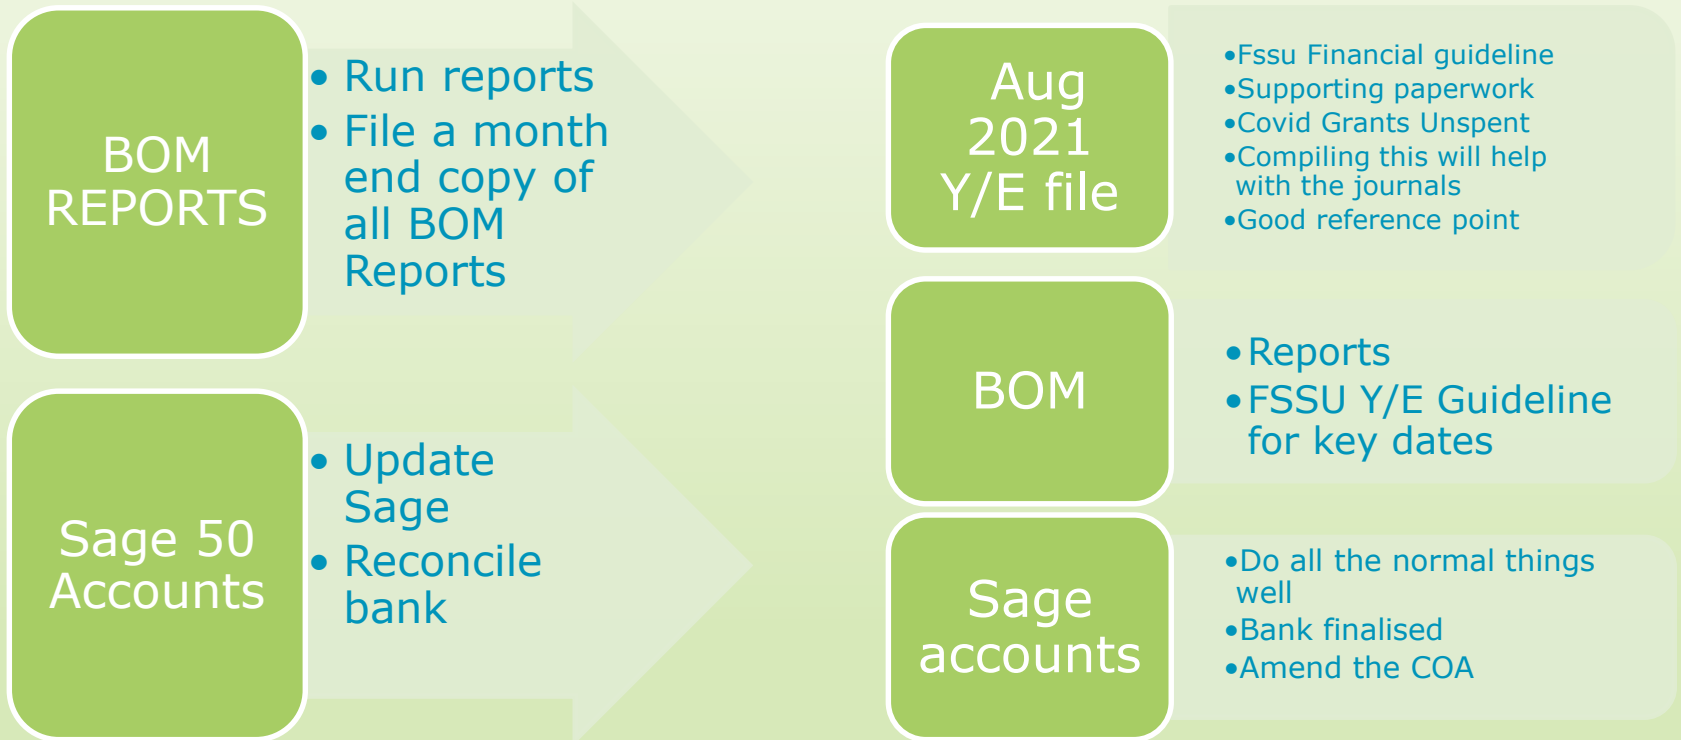 BOM
REPORTS
• Run reports
• File a month
end copy of
all BOM
Reports
Sage 50
Accounts
• Update
Sage
• Reconcile
bank
Aug
2021
Y/E file
•Fssu Financial guideline
•Supporting paperwork
•Covid Grants Unspent
•Compiling this will help
with the journals
•Good reference point
BOM
•Reports
•FSSU Y/E Guideline
for key dates
Sage
accounts
•Do all the normal things
well
•Bank finalised
•Amend the COA